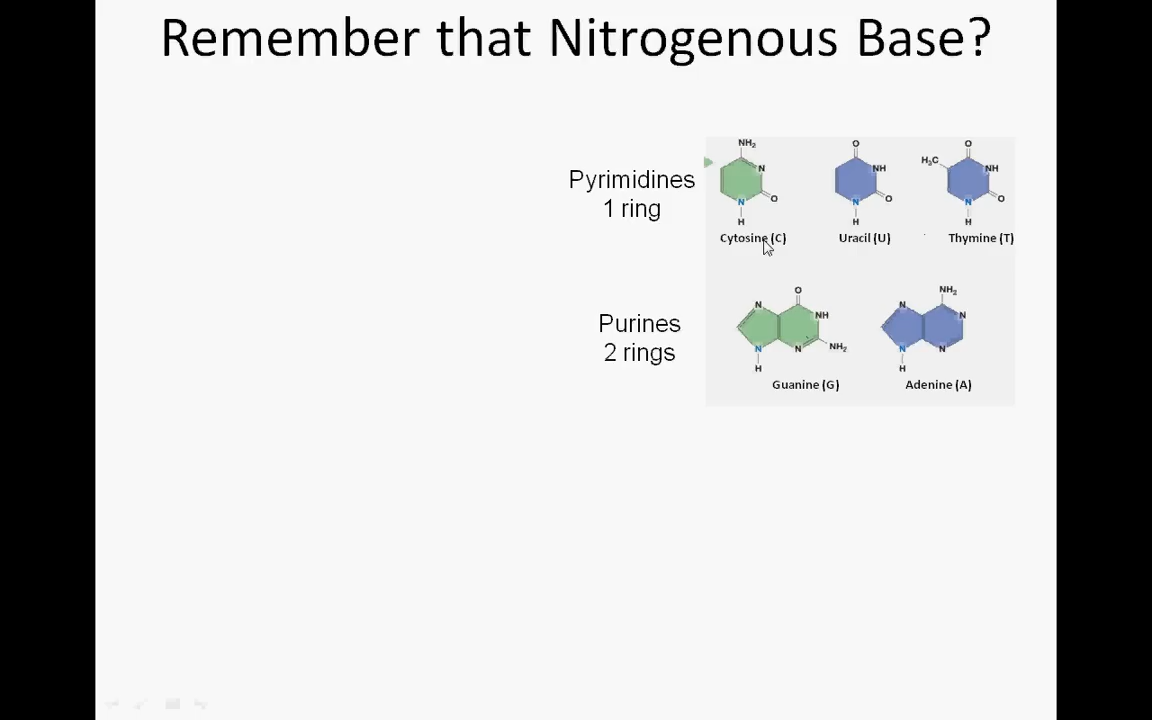 Remember that Nitrogenous Base?
Pyrimidines
1 ring
NH₂
N
O
N
H
Cytosine (C)
O
NH
O
N
H
Uracil (U)
O
H₃C
NH
O
N
H
Thymine (T)
Purines
2 rings
O
N
NH
N
N
NH₂
H
Guanine (G)
NH₂
N
N
N
N
H
Adenine (A)